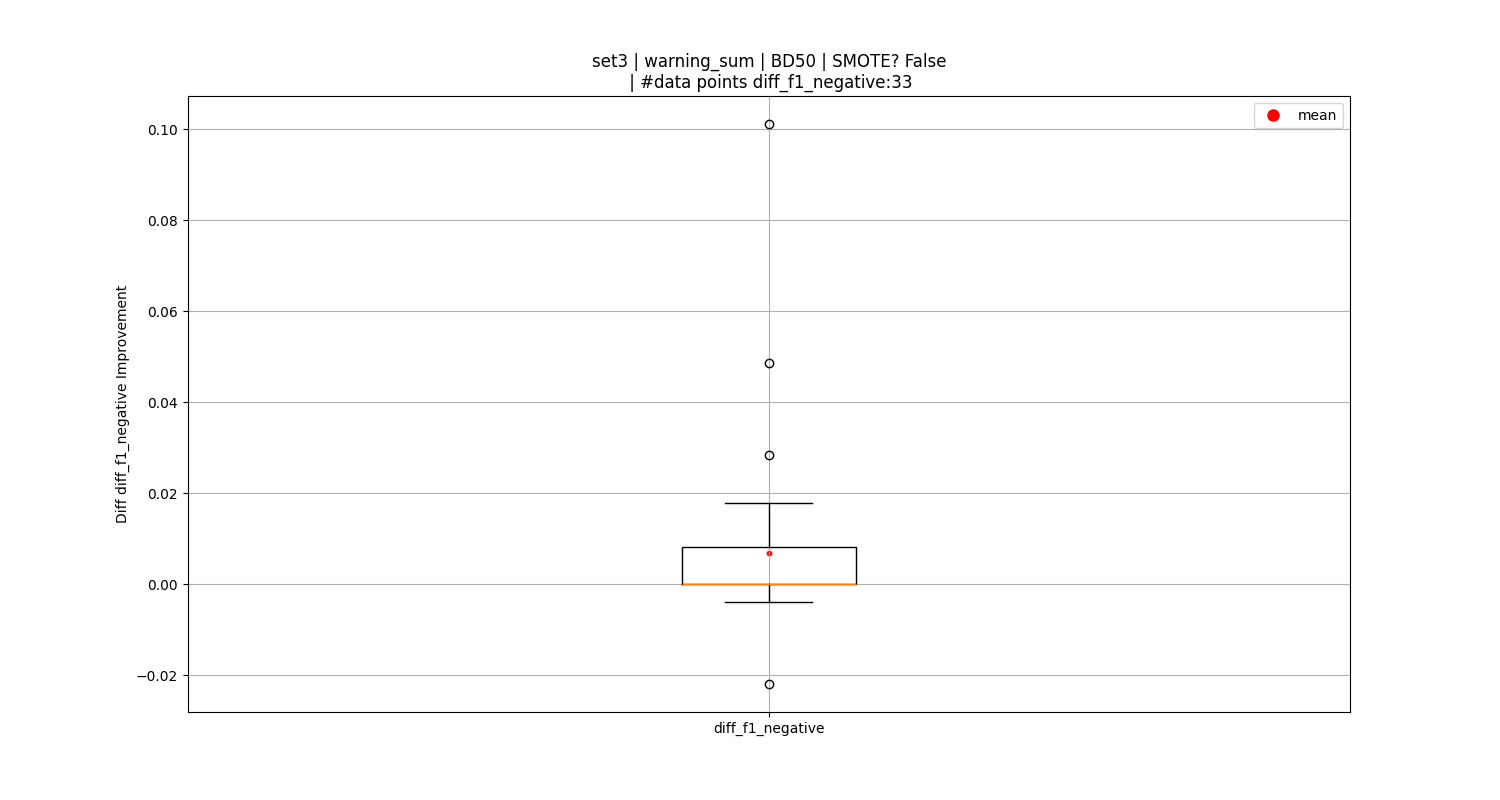 set3 | warning_sum | BD50 | SMOTE? False
| #data points diff_f1_negative:33
mean
0.10
0.08
0.06
0.04
0.02
0.00
−0.02
Diff diff_f1_negative Improvement
diff_f1_negative